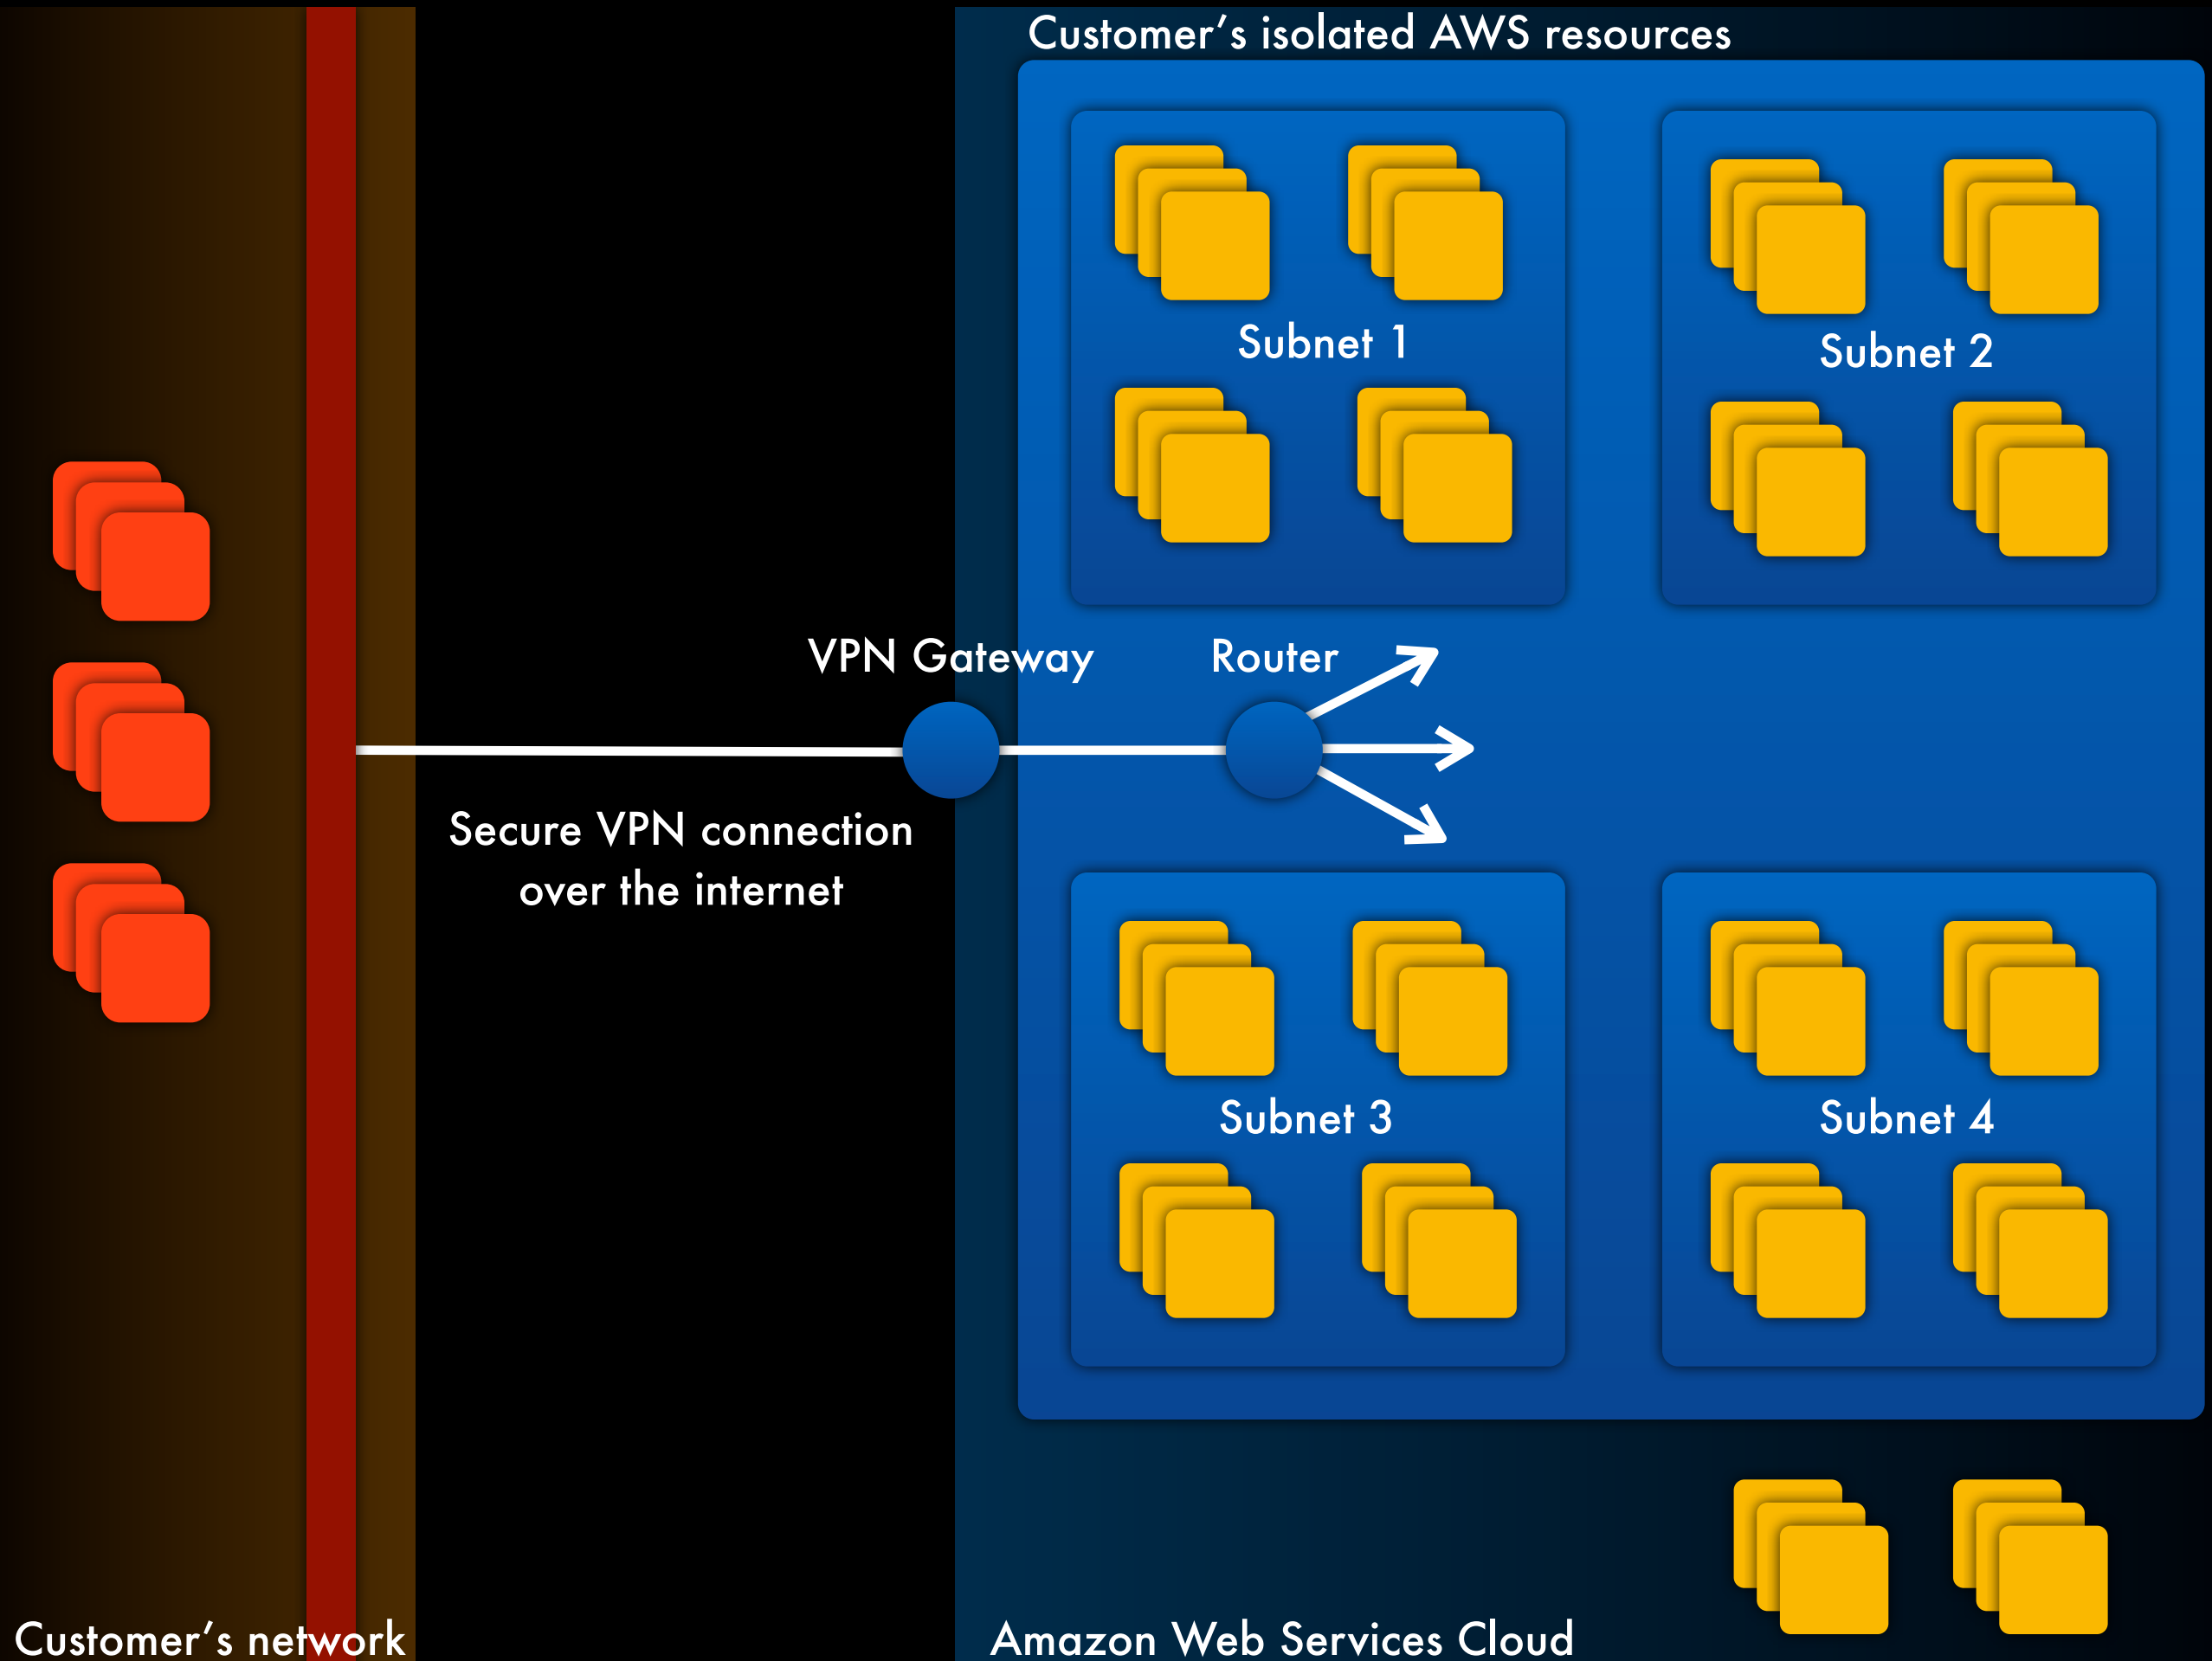 Customer’s isolated AWS resources
Subnet 1
Subnet 2
VPN Gateway
Router
Secure VPN connection
over the internet
Subnet 3
Subnet 4
Customer’s network
Amazon Web Services Cloud